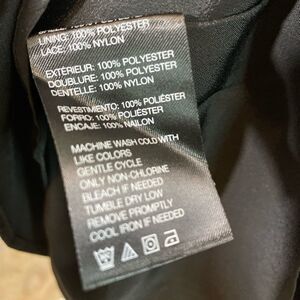 LINING: 100% POLYESTER
LACE: 100% NYLON
EXTÉRIEUR: 100% POLYESTER
DOUBLURE: 100% POLYESTER
DENTELLE: 100% NYLON
REVESTIMIENTO: 100% POLIÉSTER
FORRO: 100% POLIÉSTER
ENCAJE: 100% NAILON
MACHINE WASH COLD WITH
LIKE COLORS
GENTLE CYCLE
ONLY NON-CHLORINE
BLEACH IF NEEDED
TUMBLE DRY LOW
REMOVE PROMPTLY
COOL IRON IF NEEDED